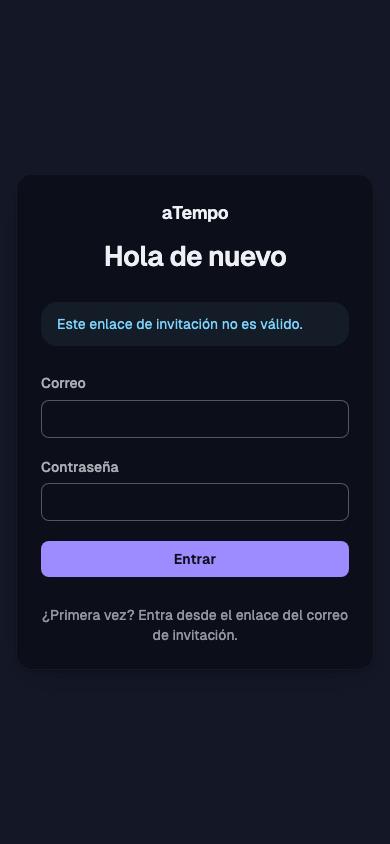 aTempo
Hola de nuevo
Este enlace de invitación no es válido.
Correo
Contraseña
Entrar
¿Primera vez? Entra desde el enlace del correo
de invitación.